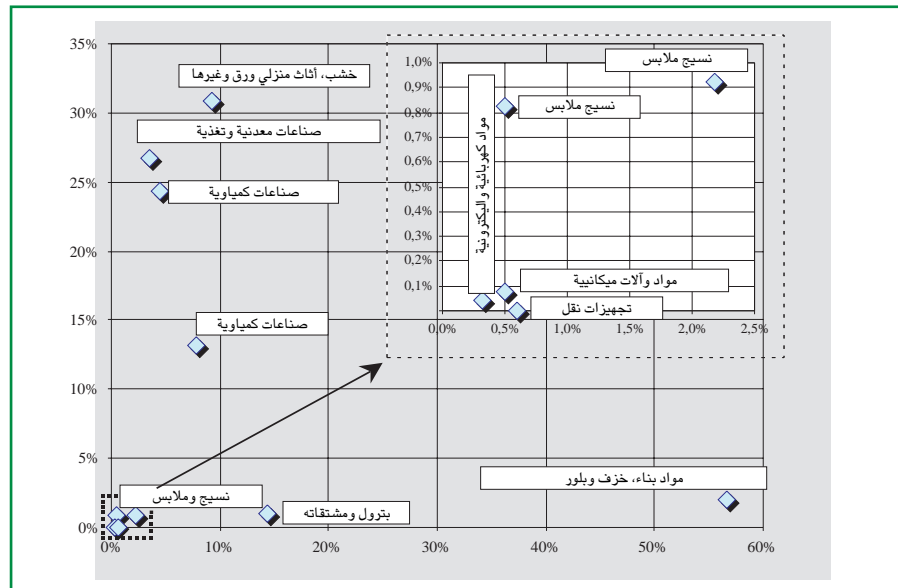 35%
30%
25%
20%
15%
10%
5%
0%
0%
10%
20%
30%
40%
50%
60%
خشب، أثاث منزلي ورق وغيرها
صناعات معدنية وتغذية
صناعات كمياوية
صناعات كمياوية
نسيج وملابس
بترول ومشتقاته
مواد بناء، خزف وبلور
1,0%
0,9%
0,8%
0,7%
0,6%
0,5%
0,4%
0,3%
0,2%
0,1%
0,0%
0,5%
1,0%
1,5%
2,0%
2,5%
نسيج ملابس
نسيج ملابس
مواد كهربائية واليكترونية
مواد وآلات ميكانيية
تجهيزات نقل